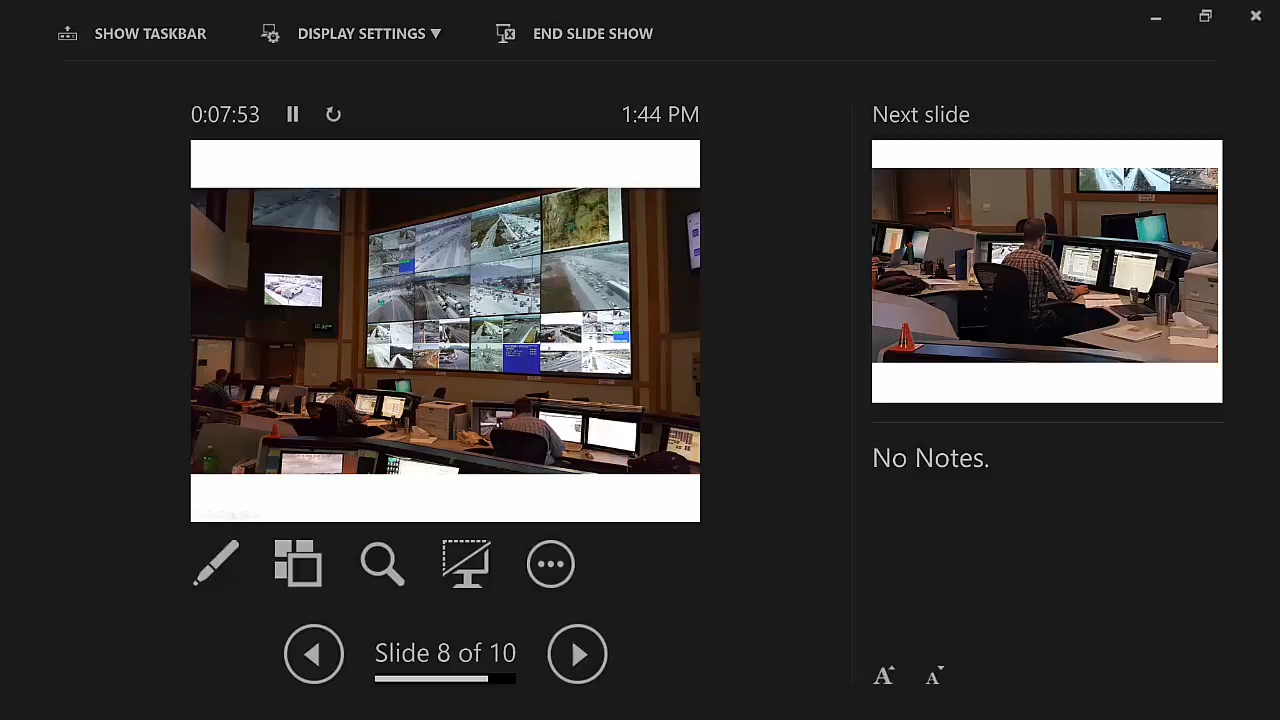 SHOW TASKBAR
DISPLAY SETTINGS ▼
END SLIDE SHOW
0:07:53
1:44 PM
Next slide
No Notes.
Slide 8 of 10
A A